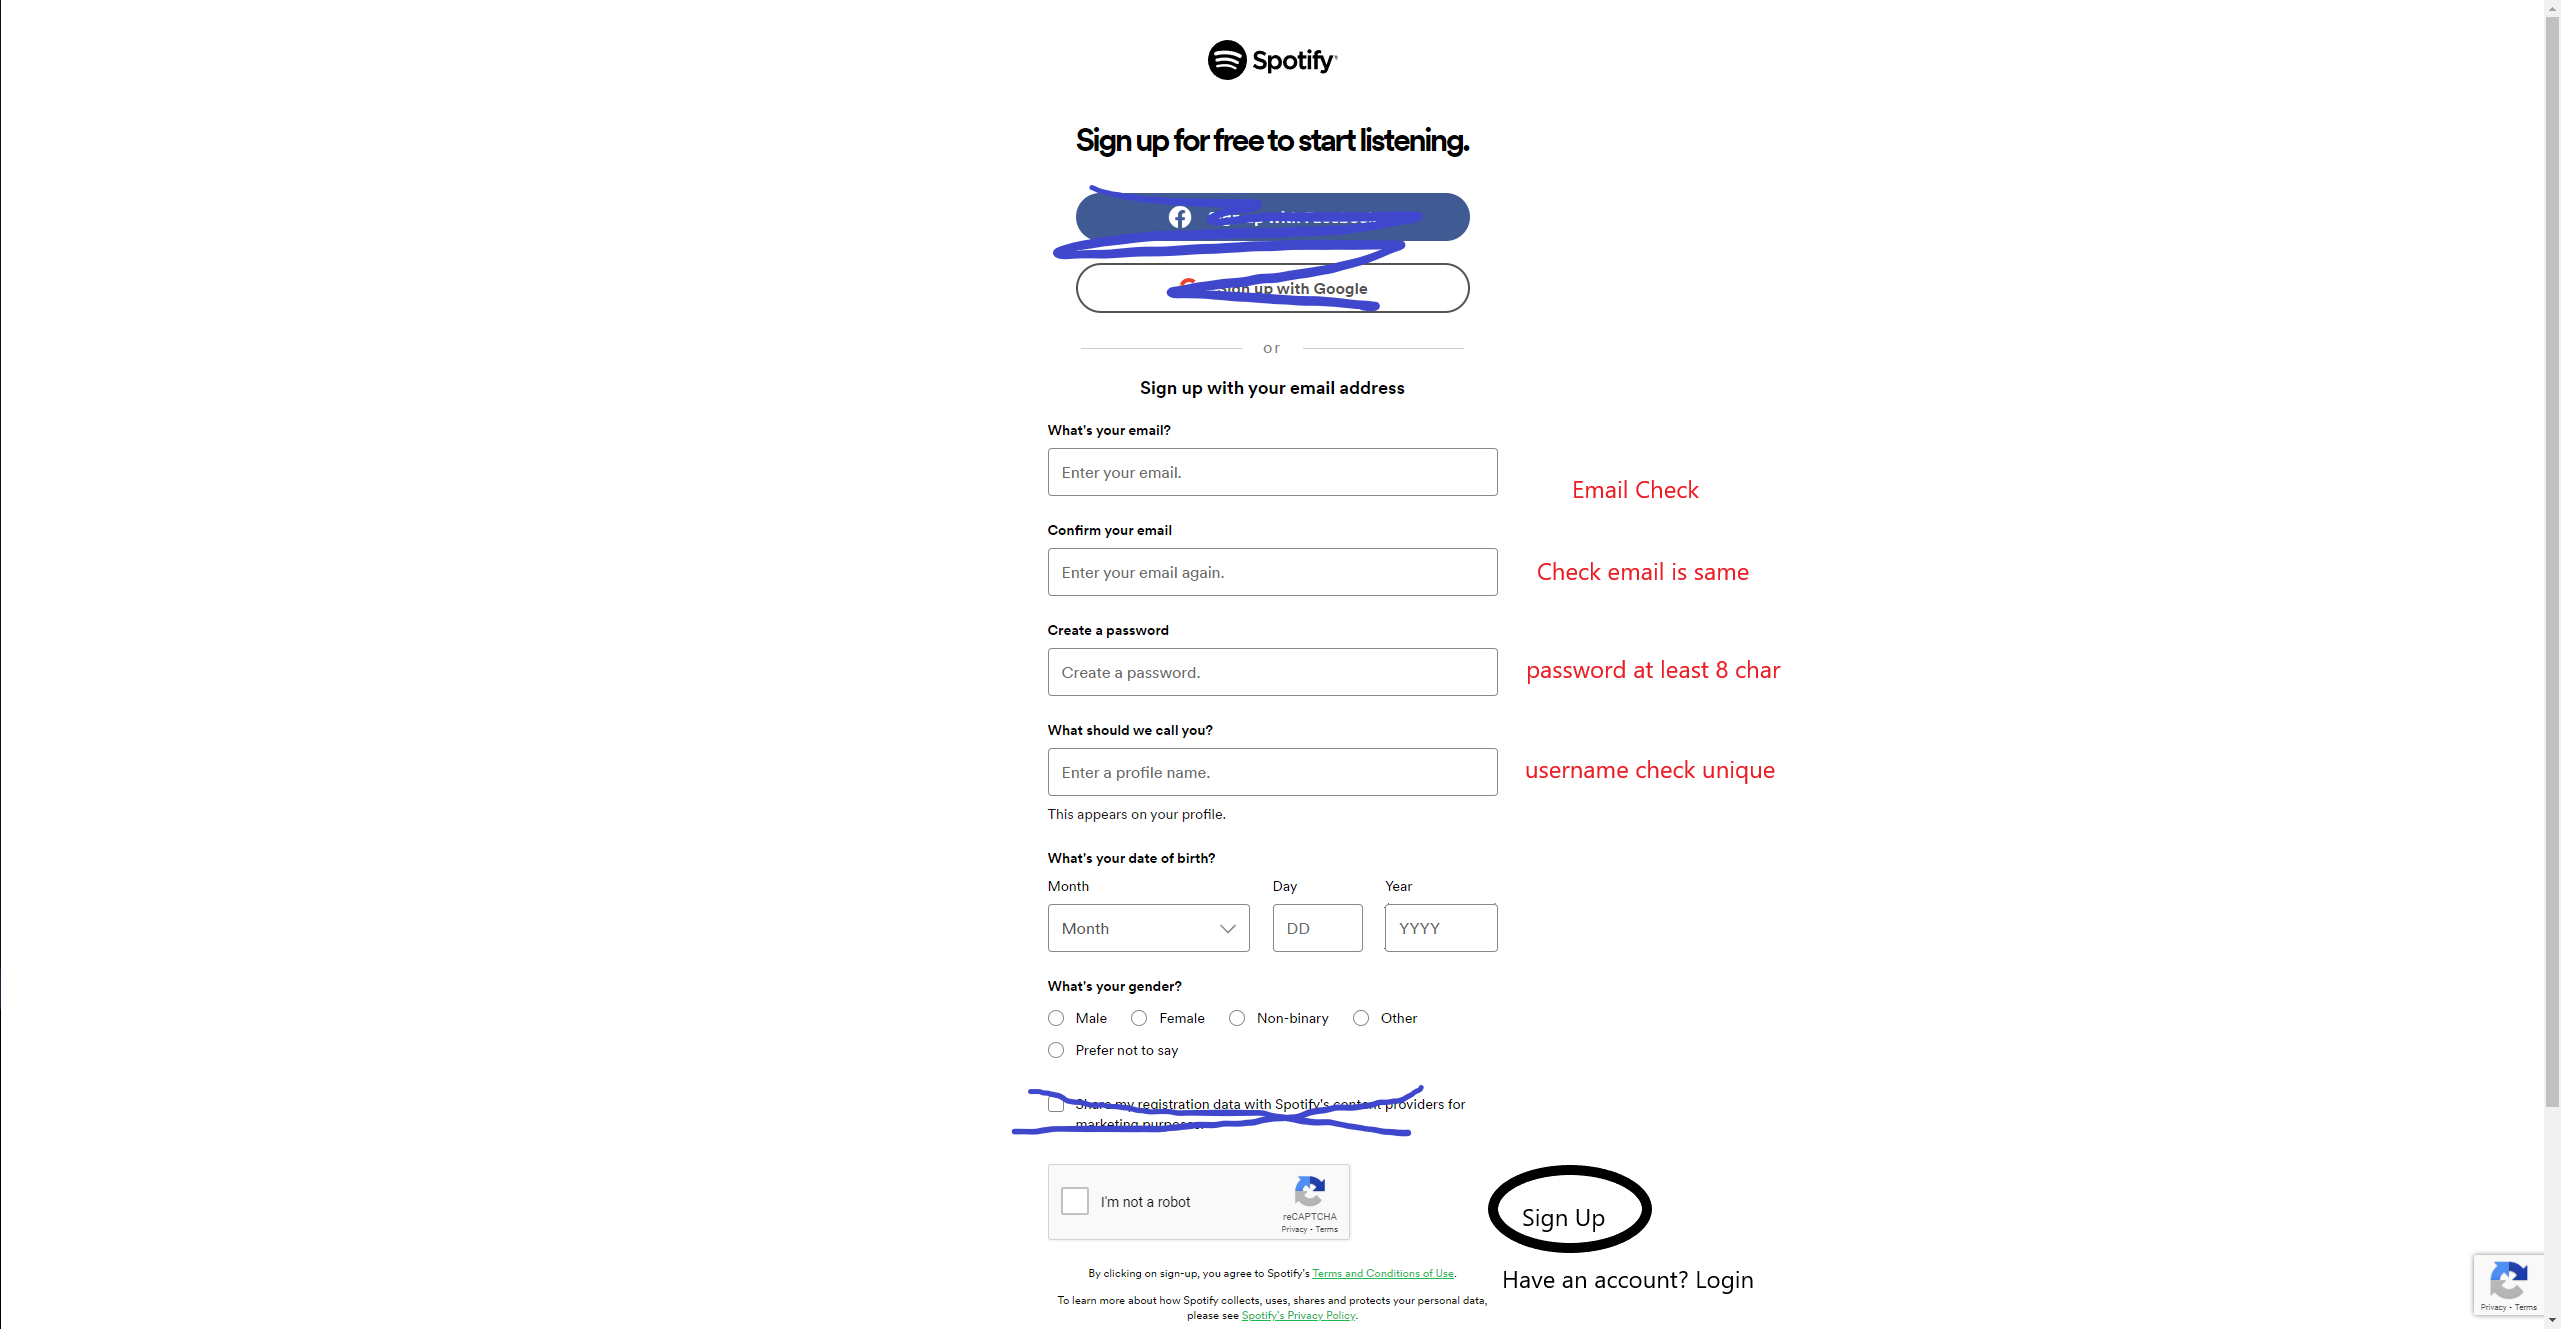 Spotify
Sign up for free to start listening.
up with
Sign up with Google
or
Sign up with your email address
What's your email?
Enter your email.
Email Check
Confirm your email
Enter your email again.
Check email is same
Create a password
Create a password.
password at least 8 char
What should we call you?
Enter a profile name.
username check unique
This appears on your profile.
What's your date of birth?
Month Day Year
Month DD YYYY
What's your gender?
Male Female Non-binary Other
Prefer not to say
Share my registration data with Spotify's content providers for
marketing purposes.
I'm not a robot
reCAPTCHA
Privacy - Terms
Sign Up
By clicking on sign-up, you agree to Spotify's Terms and Conditions of Use.
Have an account? Login
To learn more about how Spotify collects, uses, shares and protects your personal data,
please see Spotify's Privacy Policy.
Privacy - Terms